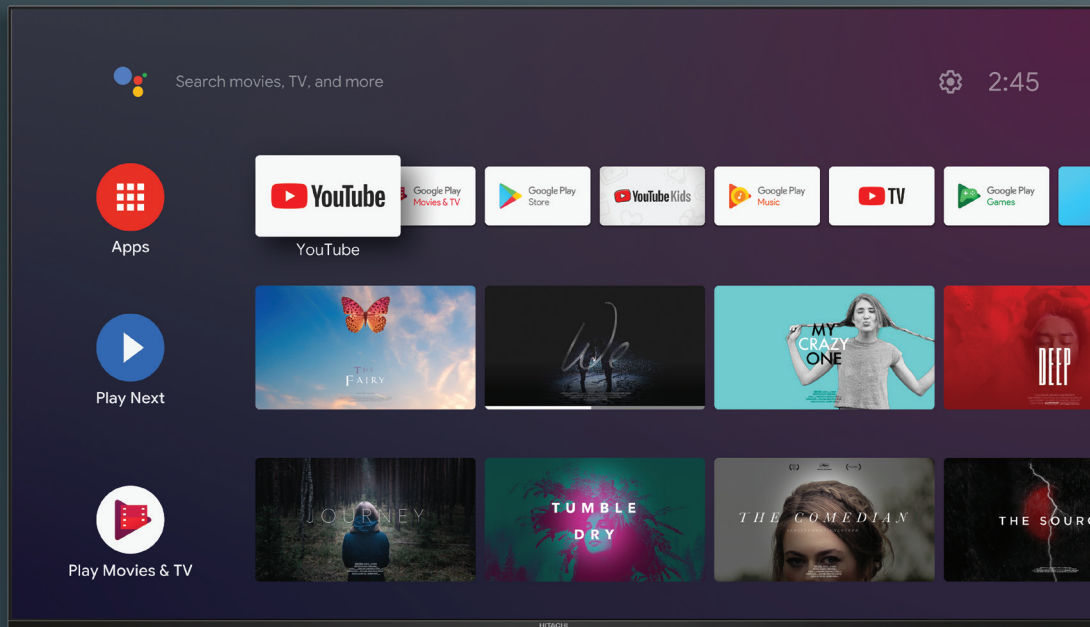 Search movies, TV, and more
2:45
Apps
YouTube
Google Play
Movies & TV
Google Play
Store
YouTube Kids
Google Play
Music
TV
Google Play
Games
YouTube
Play Next
THE
FAIRY
We
MY
CRAZY
ONE
DEEP
Play Movies & TV
JOURNEY
TUMBLE
DRY
THE COMEDIAN
THE SOURC
HITACHI